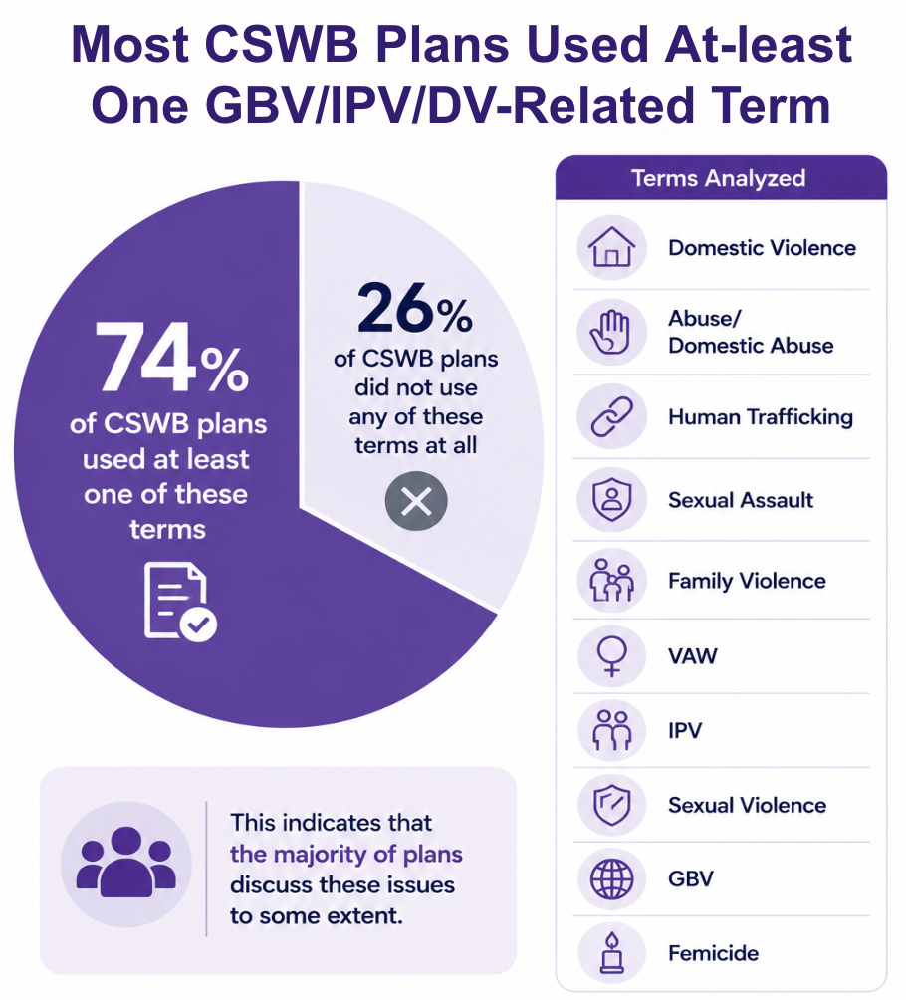 Most CSWB Plans Used At-least
One GBV/IPV/DV-Related Term
74%
of CSWB plans
used at least
one of these
terms
26%
of CSWB plans
did not use
any of these
terms at all
This indicates that
the majority of plans
discuss these issues
to some extent.
Terms Analyzed
Domestic Violence
Abuse/
Domestic Abuse
Human Trafficking
Sexual Assault
Family Violence
VAW
IPV
Sexual Violence
GBV
Femicide